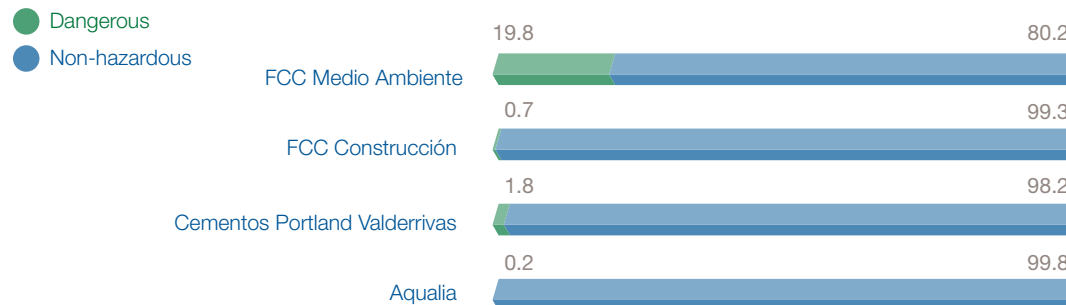 Dangerous
Non-hazardous
19.8 80.2
FCC Medio Ambiente
0.7 99.3
FCC Construcción
1.8 98.2
Cementos Portland Valderrivas
0.2 99.8
Aqualia